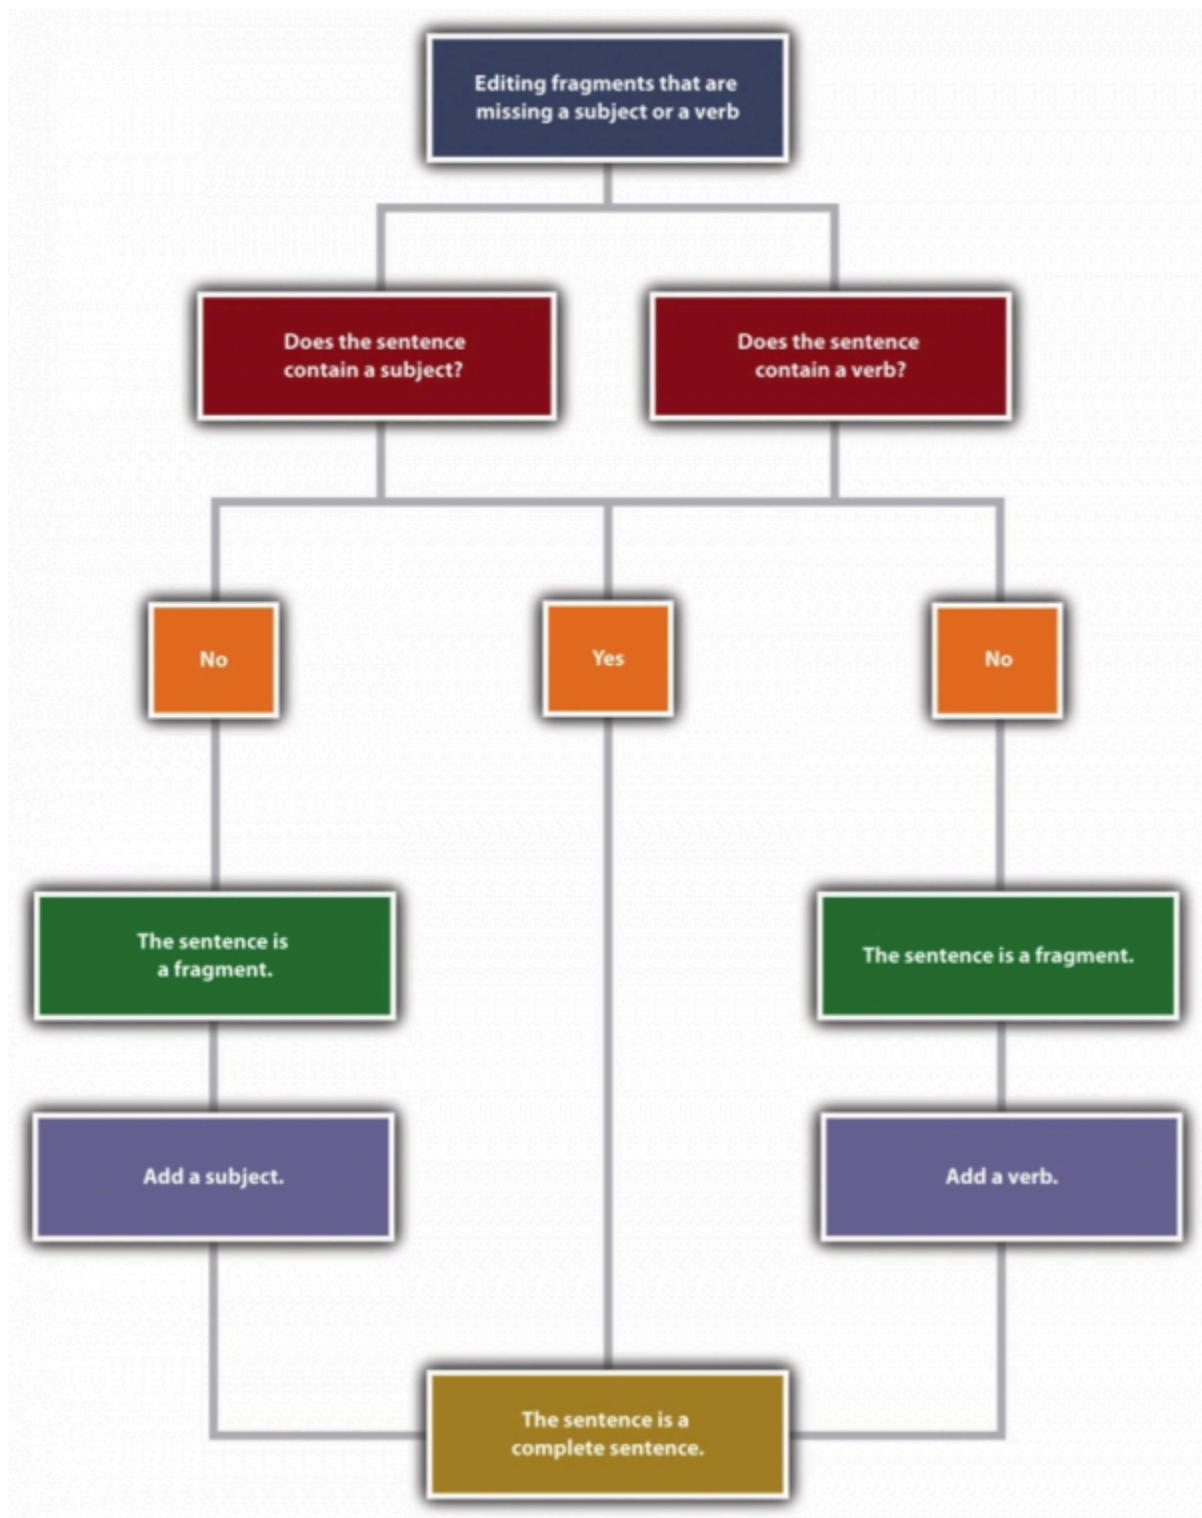 Editing fragments that are
missing a subject or a verb
Does the sentence
contain a subject?
Does the sentence
contain a verb?
No
Yes
No
The sentence is
a fragment.
The sentence is a fragment.
Add a subject.
Add a verb.
The sentence is a
complete sentence.